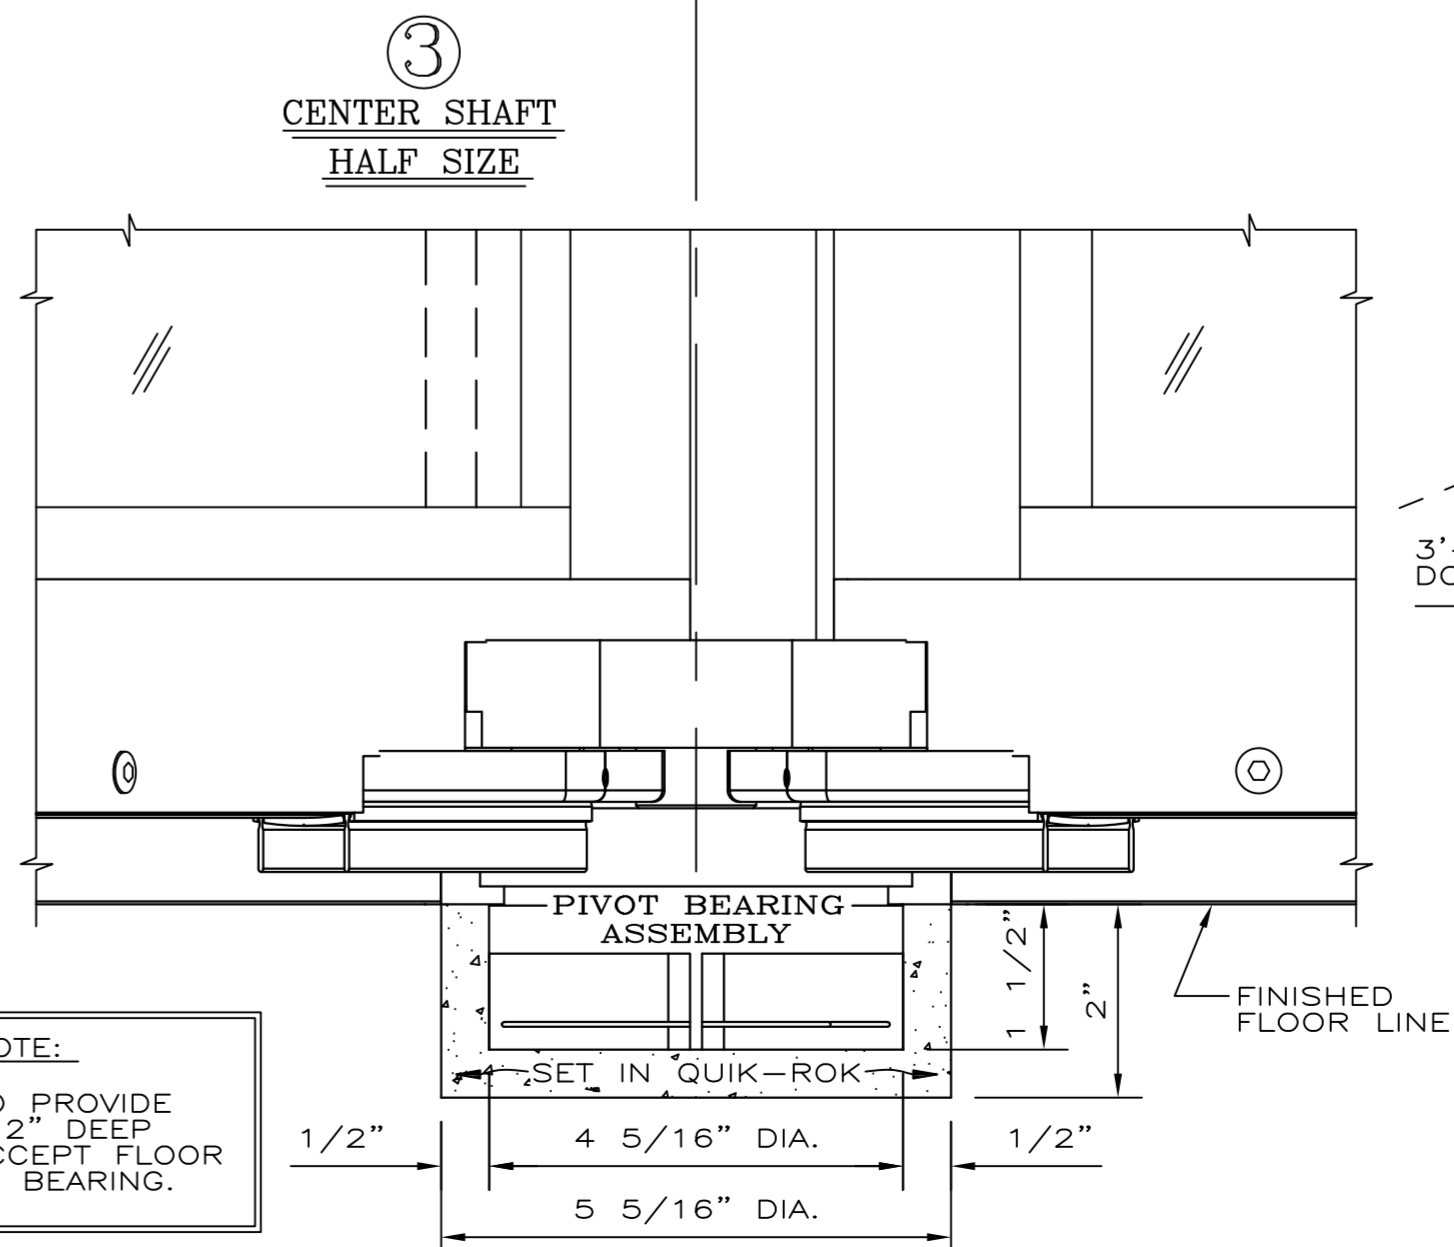 3
CENTER SHAFT
HALF SIZE
PIVOT BEARING
ASSEMBLY
1 1/2”
2”
FINISHED
FLOOR LINE
SET IN QUIK-ROK
1/2”
4 5/16” DIA.
1/2”
5 5/16” DIA.
PROVIDE
2” DEEP
FLOOR
BEARING.